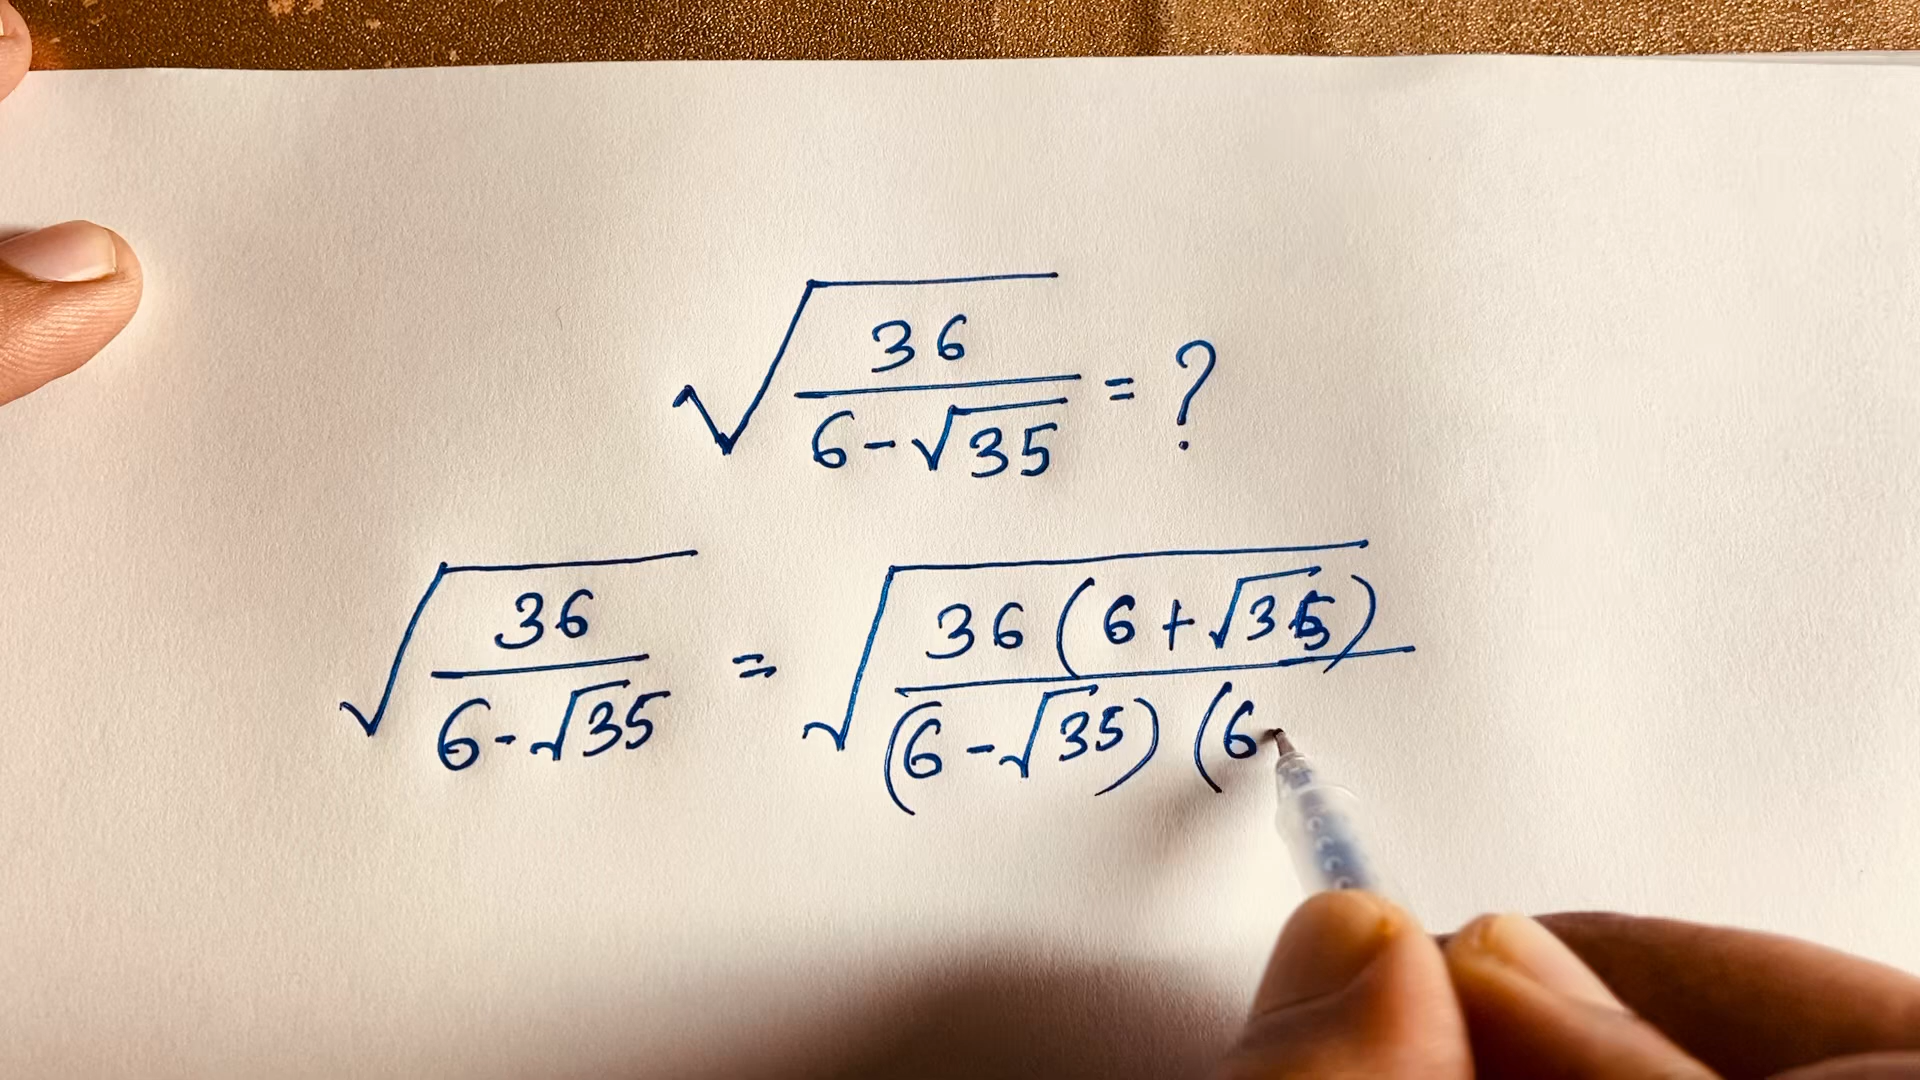 √(36/(6-√35)) = ?
√(36/(6-√35)) = √(36(6+√35)/((6-√35)(6-